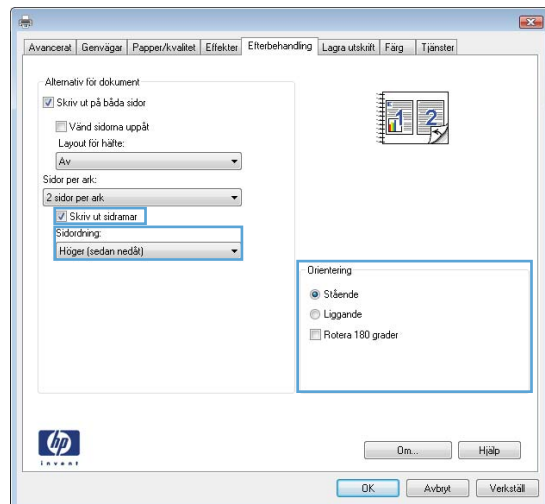 Avancerat Genvägar Papper/kvalitet Effekter Efterbehandling Lagra utskrift Färg Tjänster
Alternativ för dokument
Skriv ut på båda sidor
Vänd sidorna uppåt
Layout för häfte:
Av
Sidor per ark:
2 sidor per ark
Skriv ut sidramar
Sidordning:
Höger (sedan nedåt)
1 2
Orientering
Stående
Liggande
Rotera 180 grader
hp
invent
Om... Hjälp
OK Avbryt Verkställ